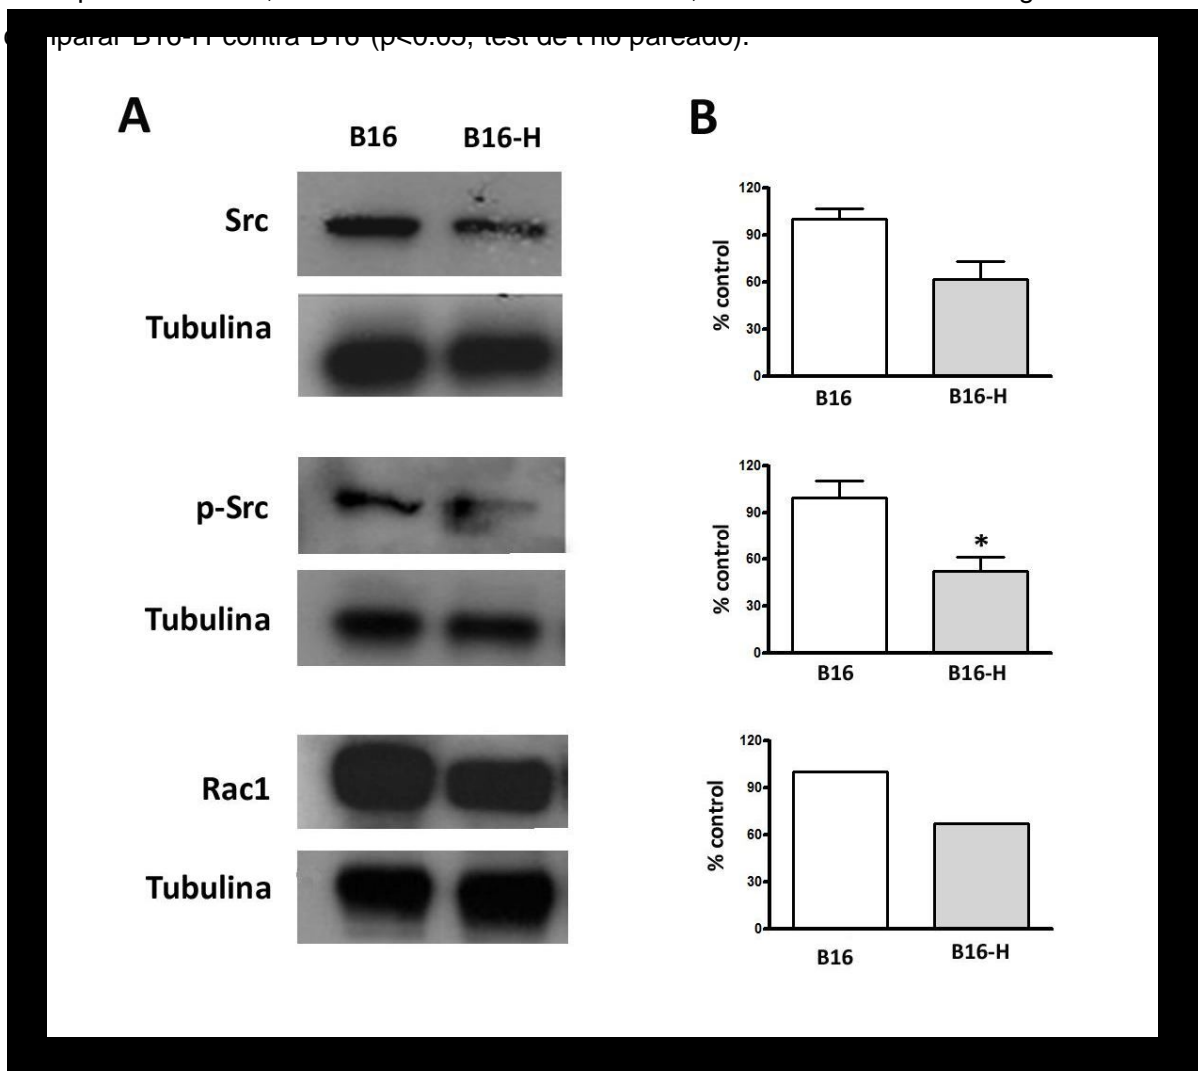 comparar B16-H contra B16 (p<0.05, test de t no pareado).
A
B16 B16-H
Src
Tubulina
p-Src
Tubulina
Rac1
Tubulina
B
120
90
60
30
0
% control
B16 B16-H
120
90
60
30
0
% control
*
B16 B16-H
120
90
60
30
0
% control
B16 B16-H